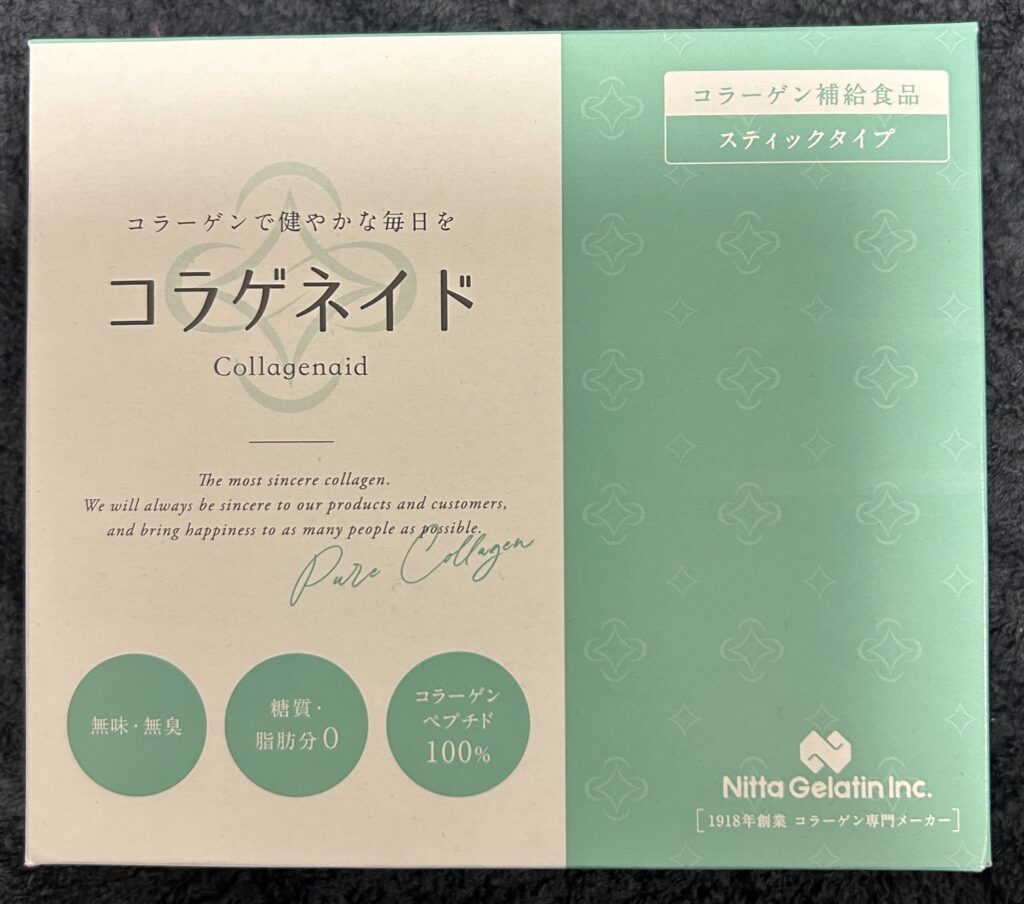 コラーゲン補給食品
スティックタイプ
コラーゲンで健やかな毎日を
コラゲネイド
Collagenaid
The most sincere collagen.
We will always be sincere to our products and customers,
and bring happiness to as many people as possible.
Pure Collagen
無味・無臭
糖質・
脂肪分0
コラーゲン
ペプチド
100%
Nitta Gelatin Inc.
1918年創業 コラーゲン専門メーカー